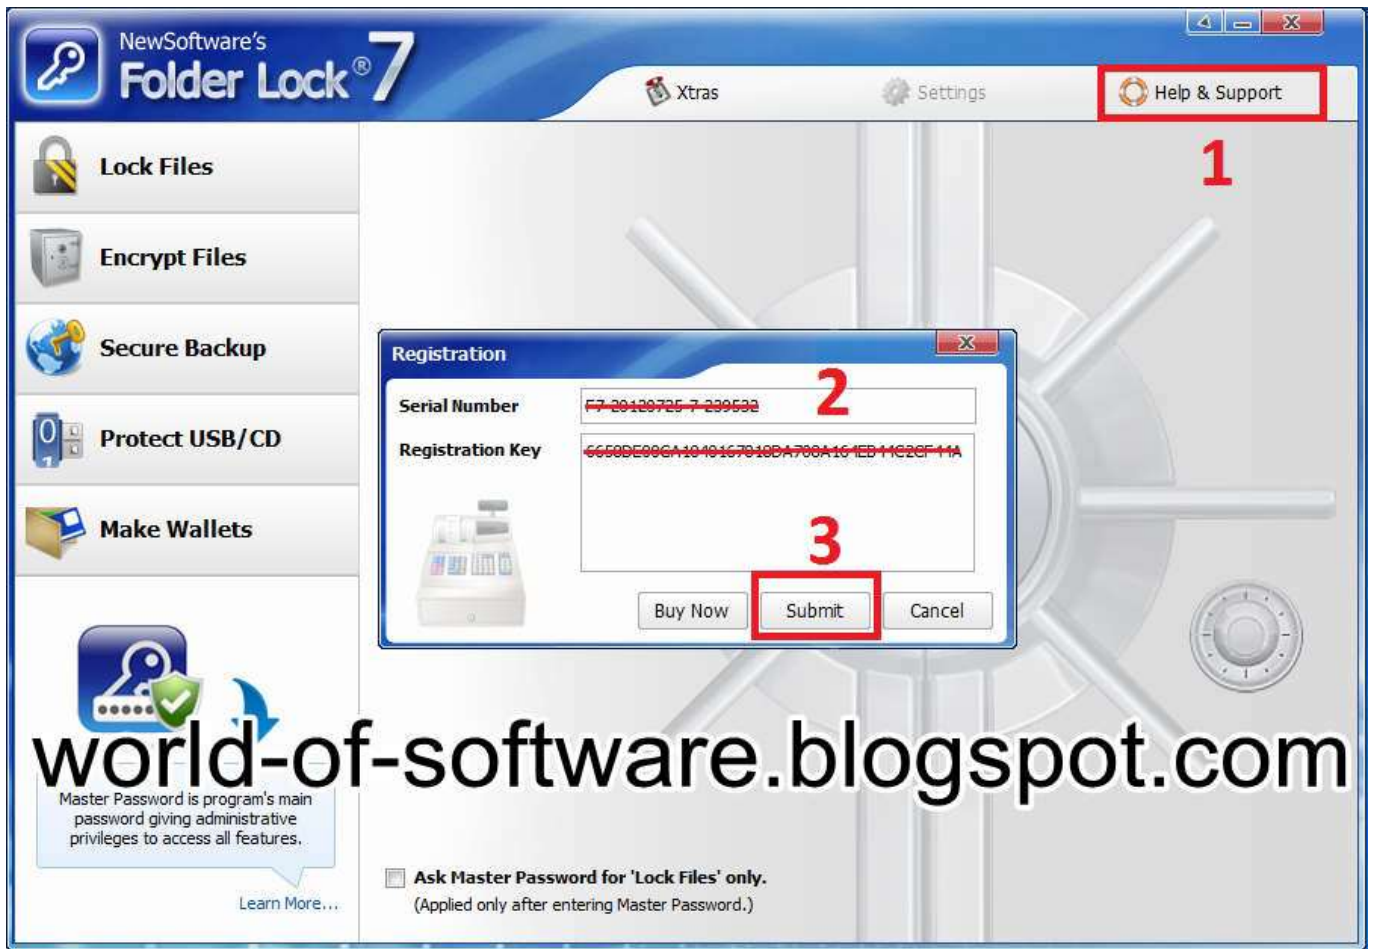 NewSoftware's
Folder Lock® 7
Xtras
Settings
Help & Support
1
Lock Files
Encrypt Files
Secure Backup
Protect USB/CD
Make Wallets
Registration
2
Serial Number
Registration Key
3
Buy Now
Submit
Cancel
world-of-software.blogspot.com
Master Password is program's main
password giving administrative
privileges to access all features.
Learn More...
Ask Master Password for 'Lock Files' only.
(Applied only after entering Master Password.)